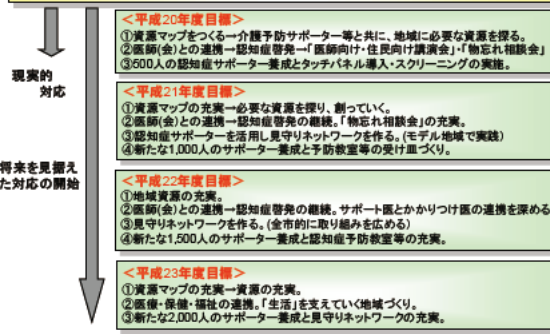 <平成20年度目標>
①資源マップをつくる→介護予防サポーター等と共に、地域に必要な資源を探る。
②医師(会)との連携→認知症啓発→「医師向け・住民向け講演会」・「物忘れ相談会」
③500人の認知症サポーター養成とタッチパネル導入・スクリーニングの実施。
現実的
対応
<平成21年度目標>
①資源マップの充実→必要な資源を探り、創っていく。
②医師(会)との連携→認知症啓発の継続。「物忘れ相談会」の充実。
③認知症サポーターを活用し見守りネットワークを作る。(モデル地域で実践)
④新たな1,000人のサポーター養成と予防教室等の受け皿づくり。
将来を見据え
た対応の開始
<平成22年度目標>
①地域資源の充実。
②医師(会)との連携→認知症啓発の継続。サポート医とかかりつけ医の連携を深める
③見守りネットワークを作る。(全市的に取り組みを広める)
④新たな1,500人のサポーター養成と認知症予防教室等の充実。
<平成23年度目標>
①資源マップの充実→資源の充実。
②医療・保健・福祉の連携。「生活」を支えていく地域づくり。
③新たな2,000人のサポーター養成と見守りネットワークの充実。